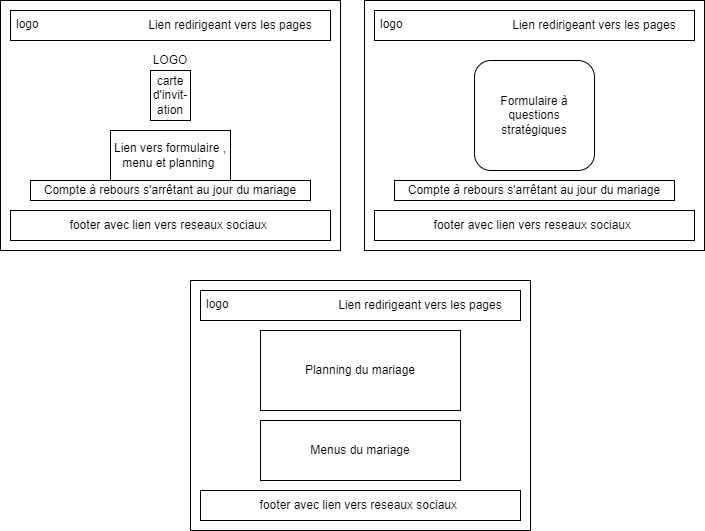 logo
Lien redirigeant vers les pages
LOGO
carte
d'invit-
ation
Lien vers formulaire ,
menu et planning
Compte à rebours s'arrêtant au jour du mariage
footer avec lien vers reseaux sociaux
logo
Lien redirigeant vers les pages
Formulaire à
questions
stratégiques
Compte à rebours s'arrêtant au jour du mariage
footer avec lien vers reseaux sociaux
logo
Lien redirigeant vers les pages
Planning du mariage
Menus du mariage
footer avec lien vers reseaux sociaux